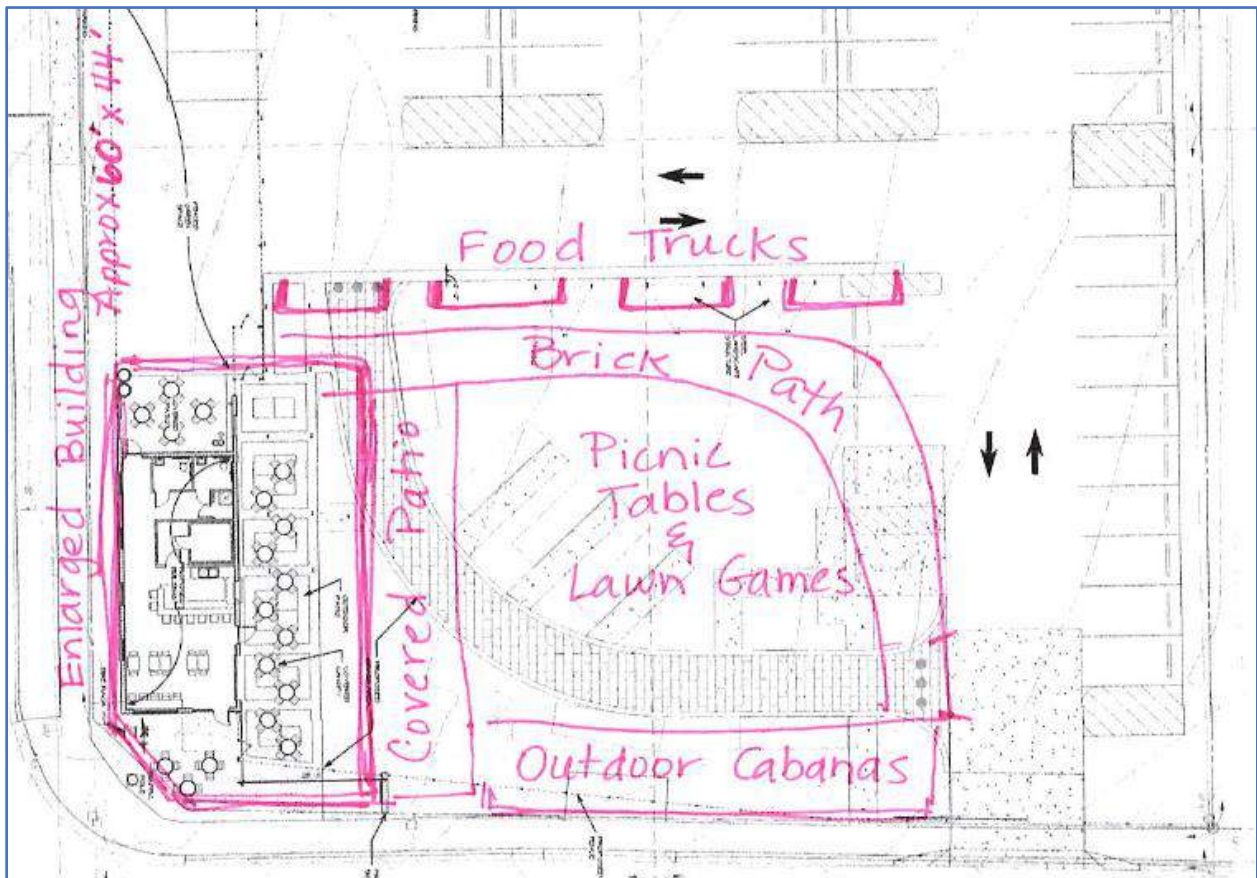 Approx 60' x 44'
Enlarged Building
Food Trucks
Brick Path
Covered Patio
Picnic
Tables
&
Lawn Games
Outdoor Cabanas